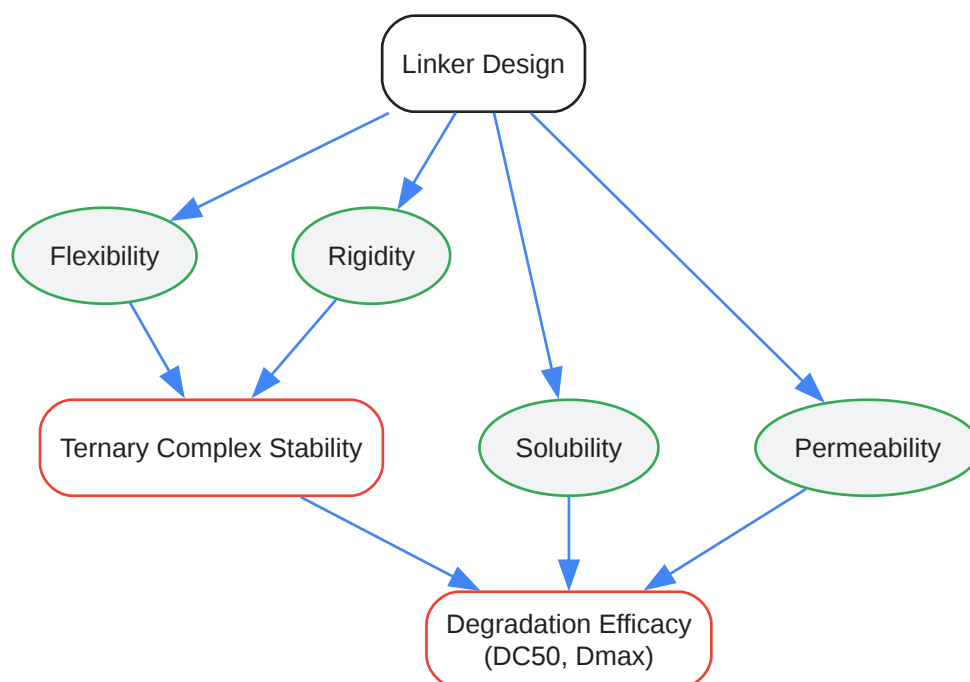 Linker Design
Flexibility
Rigidity
Ternary Complex Stability
Solubility
Permeability
Degradation Efficacy
(DC50, Dmax)